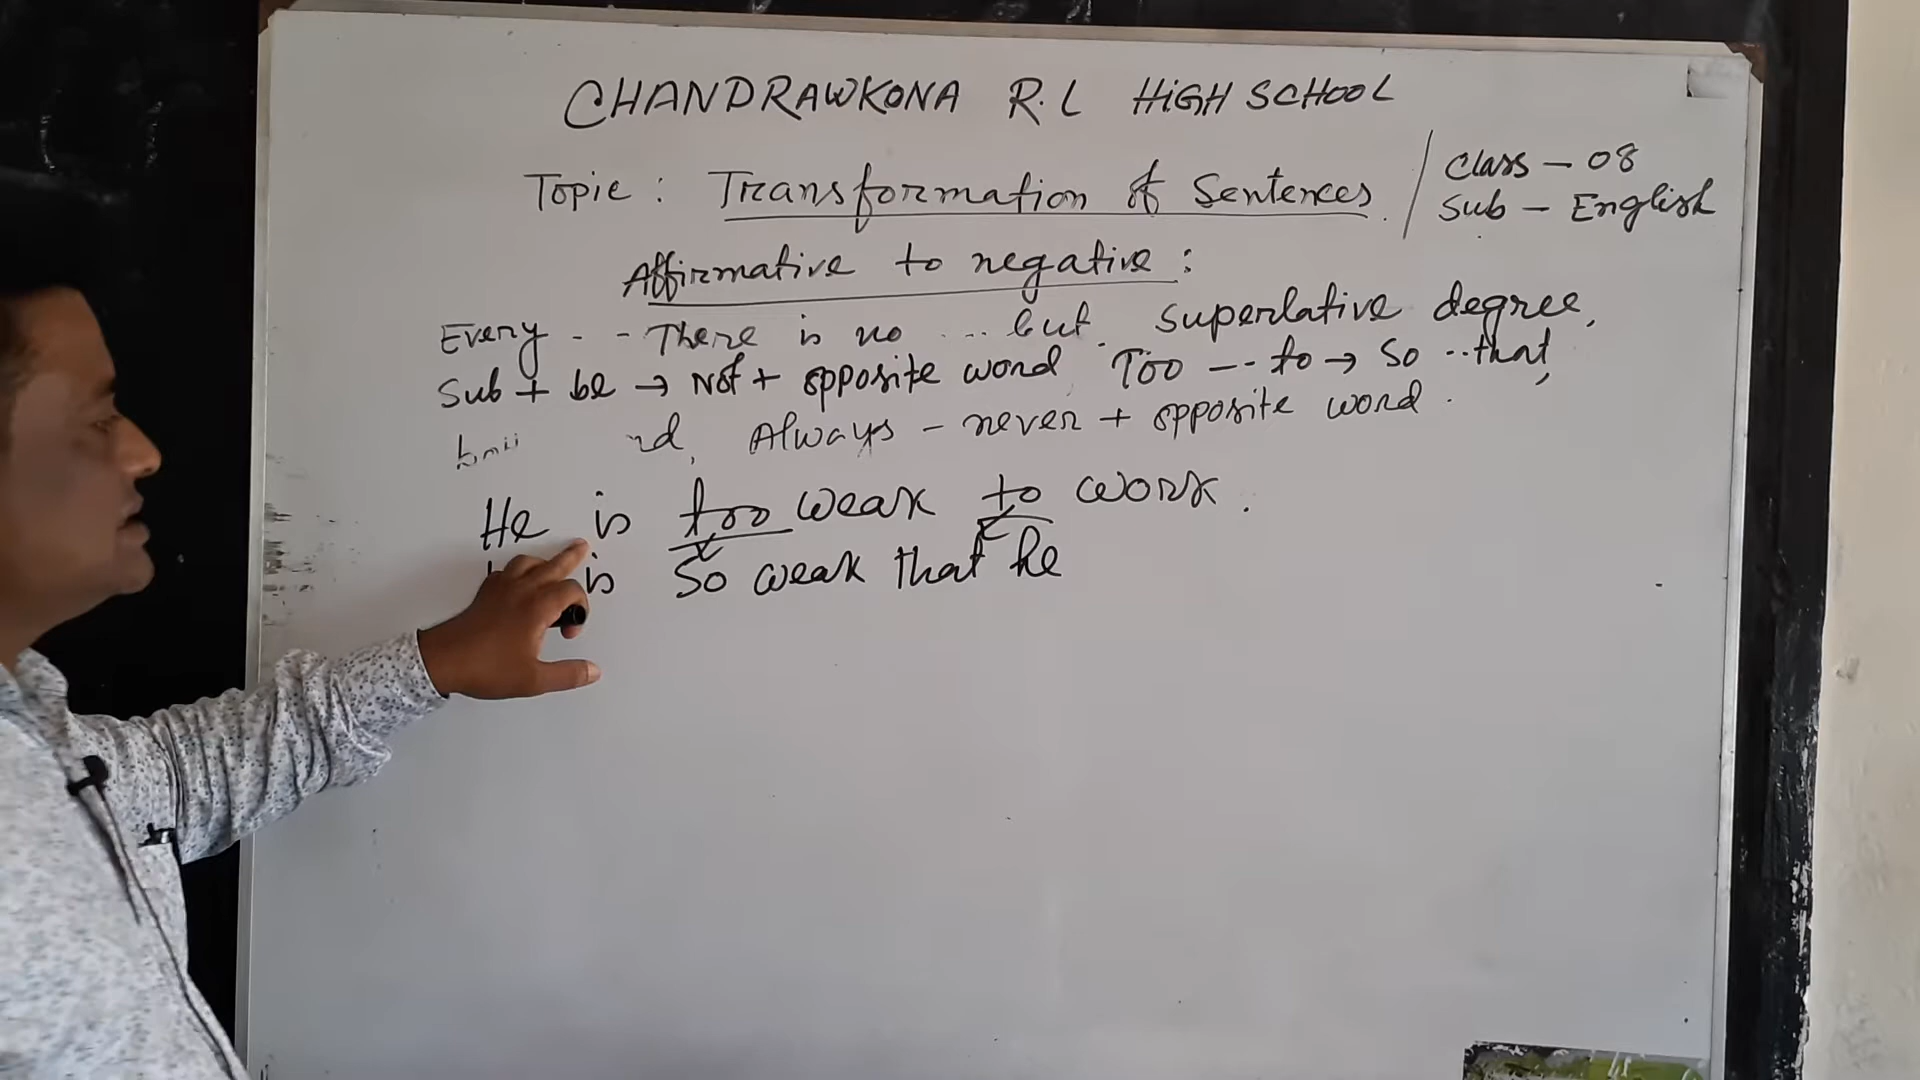 CHANDRAWKONA R.L HIGH SCHOOL
Topic : Transformation of Sentences. / Class - 08
Sub - English
Affirmative to negative :
Every - - There is no ... but. Superlative degree,
Sub + be → Not + opposite word, Too --- to → So ..that,
Always - never + opposite word.
He is too weak to work.
is So weak that he